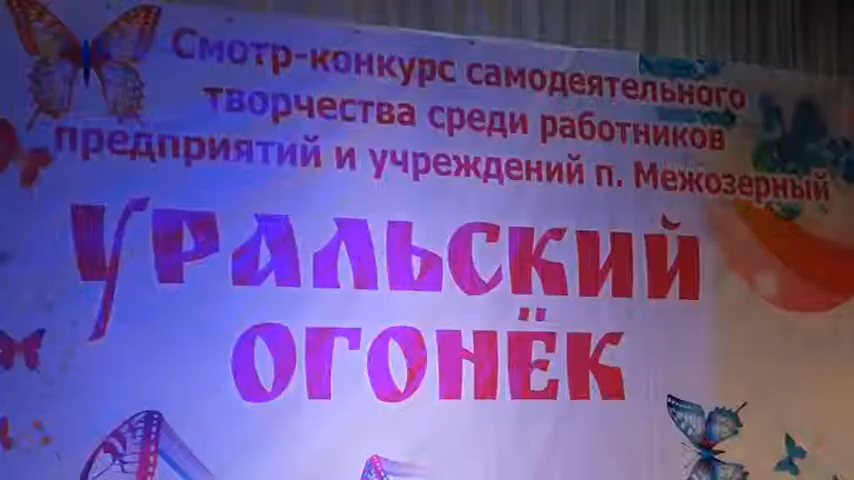 Смотр-конкурс самодеятельного
творчества среди работников
предприятий и учреждений п. Межозерный
УРАЛЬСКИЙ
ОГОНЁК